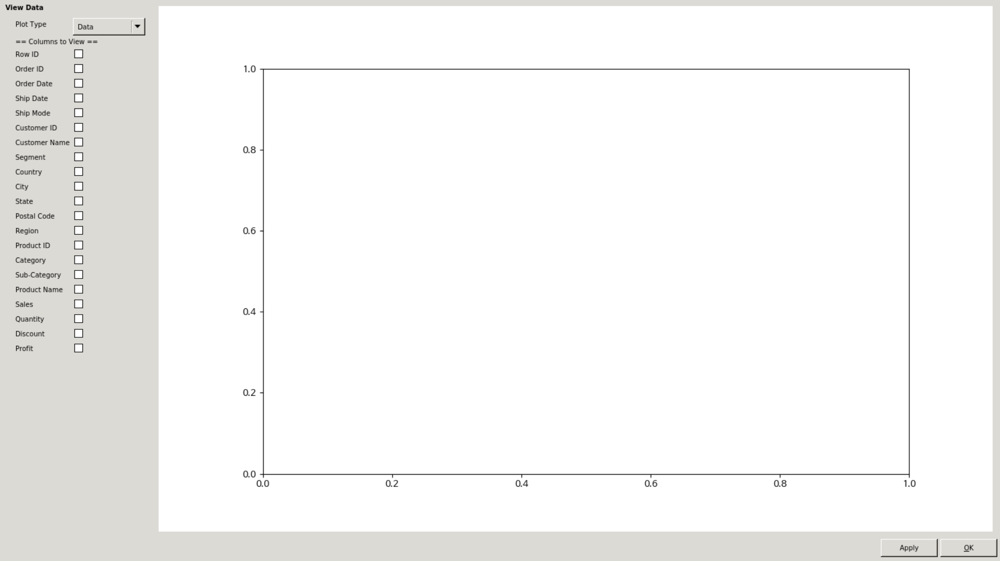 View Data
Plot Type Data
== Columns to View ==
Row ID
Order ID
Order Date
Ship Date
Ship Mode
Customer ID
Customer Name
Segment
Country
City
State
Postal Code
Region
Product ID
Category
Sub-Category
Product Name
Sales
Quantity
Discount
Profit
1.0
0.8
0.6
0.4
0.2
0.0
0.0 0.2 0.4 0.6 0.8 1.0
Apply OK